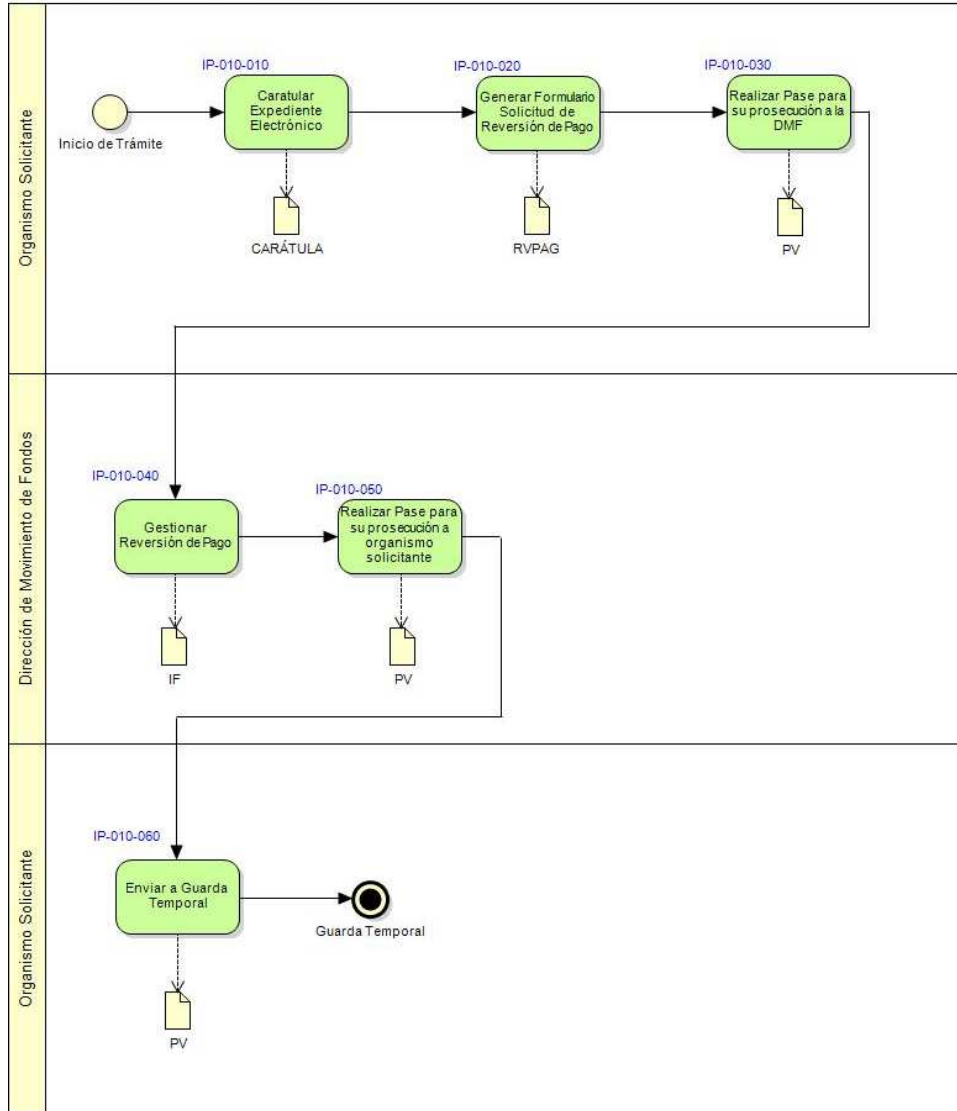 Organismo Solicitante
IP-010-010
Caratular
Expediente
Electrónico
IP-010-020
Generar Formulario
Solicitud de
Reversión de Pago
IP-010-030
Realizar Pase para
su prosecución a la
DMF
Inicio de Trámite
CARÁTULA
RVPAG
PV
Dirección de Movimiento de Fondos
IP-010-040
Gestionar
Reversión de Pago
IP-010-050
Realizar Pase para
su prosecución a
organismo
solicitante
IF
PV
Organismo Solicitante
IP-010-060
Enviar a Guarda
Temporal
Guarda Temporal
PV